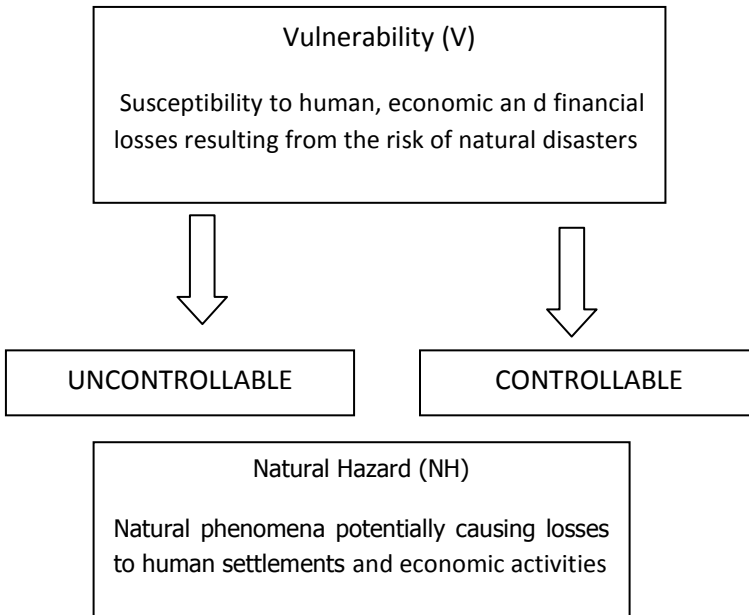 Vulnerability (V)
Susceptibility to human, economic an d financial
losses resulting from the risk of natural disasters
UNCONTROLLABLE
CONTROLLABLE
Natural Hazard (NH)
Natural phenomena potentially causing losses
to human settlements and economic activities